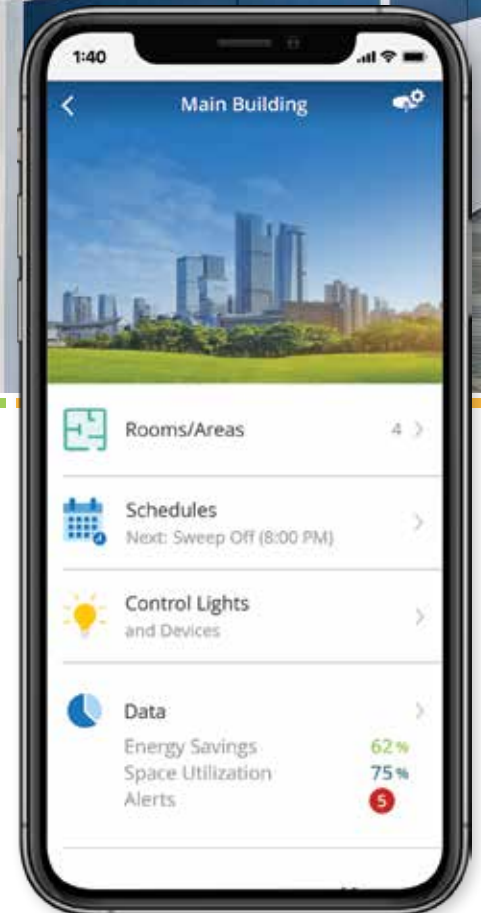 1:40
Main Building
Rooms/Areas 4
Schedules
Next: Sweep Off (8:00 PM)
Control Lights
and Devices
Data
Energy Savings 62%
Space Utilization 75%
Alerts 5